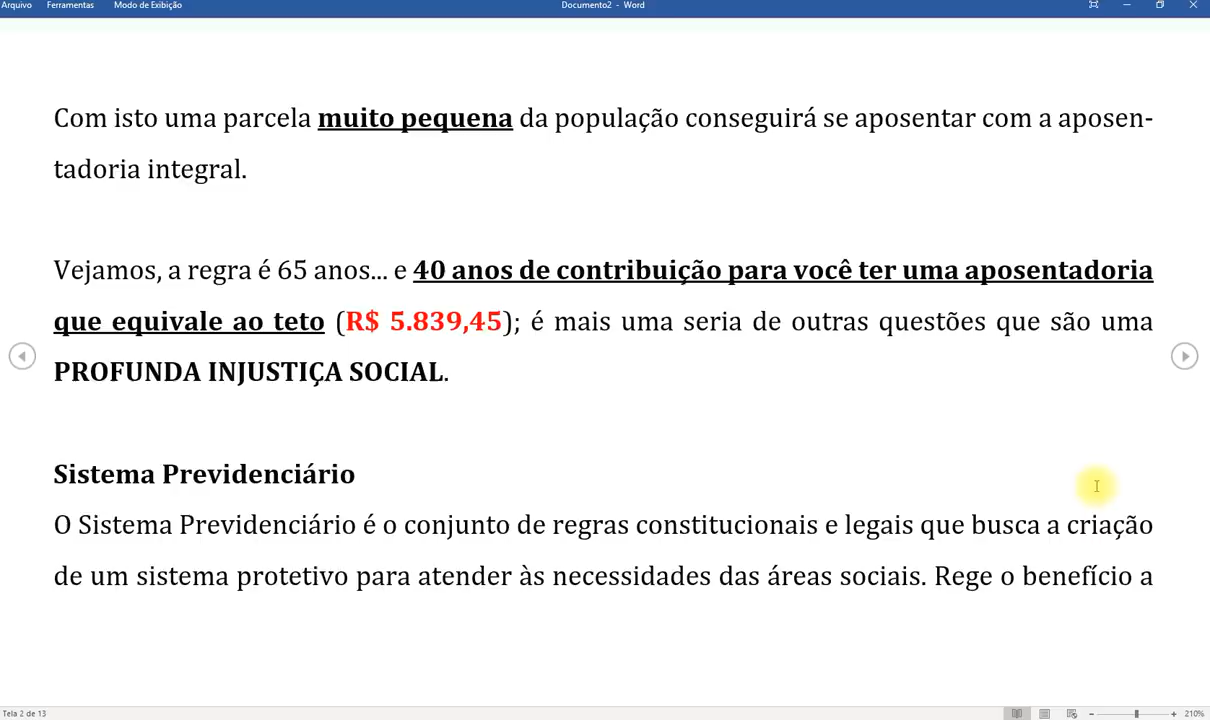 Arquivo Ferramentas Modo de Exibição Documento2 - Word
Com isto uma parcela muito pequena da população conseguirá se aposentar com a aposen-
tadoria integral.
Vejamos, a regra é 65 anos... e 40 anos de contribuição para você ter uma aposentadoria
que equivale ao teto (R$ 5.839,45); é mais uma seria de outras questões que são uma
PROFUNDA INJUSTIÇA SOCIAL.
Sistema Previdenciário
O Sistema Previdenciário é o conjunto de regras constitucionais e legais que busca a criação
de um sistema protetivo para atender às necessidades das áreas sociais. Rege o benefício a
Tela 2 de 13 210%